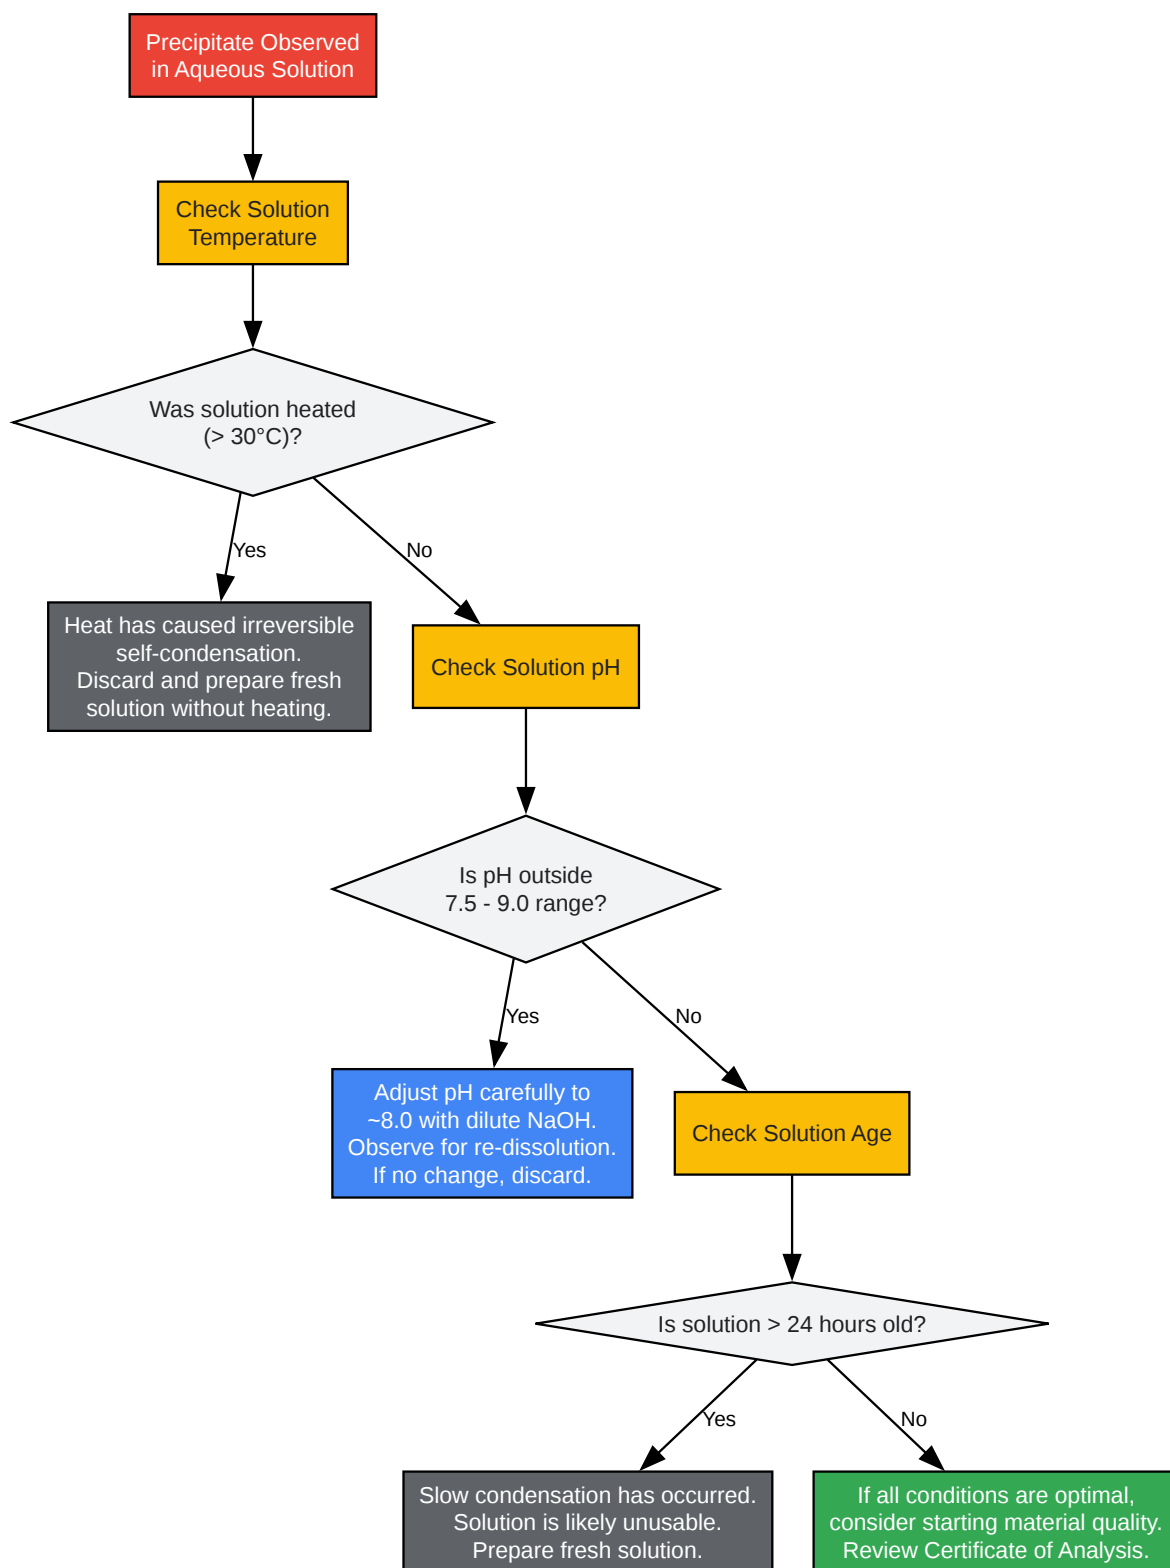 Precipitate Observed
in Aqueous Solution
Check Solution
Temperature
Was solution heated
(> 30°C)?
Yes
No
Heat has caused irreversible
self-condensation.
Discard and prepare fresh
solution without heating.
Check Solution pH
Is pH outside
7.5 - 9.0 range?
Yes
No
Adjust pH carefully to
~8.0 with dilute NaOH.
Observe for re-dissolution.
If no change, discard.
Check Solution Age
Is solution > 24 hours old?
Yes
No
Slow condensation has occurred.
Solution is likely unusable.
Prepare fresh solution.
If all conditions are optimal,
consider starting material quality.
Review Certificate of Analysis.